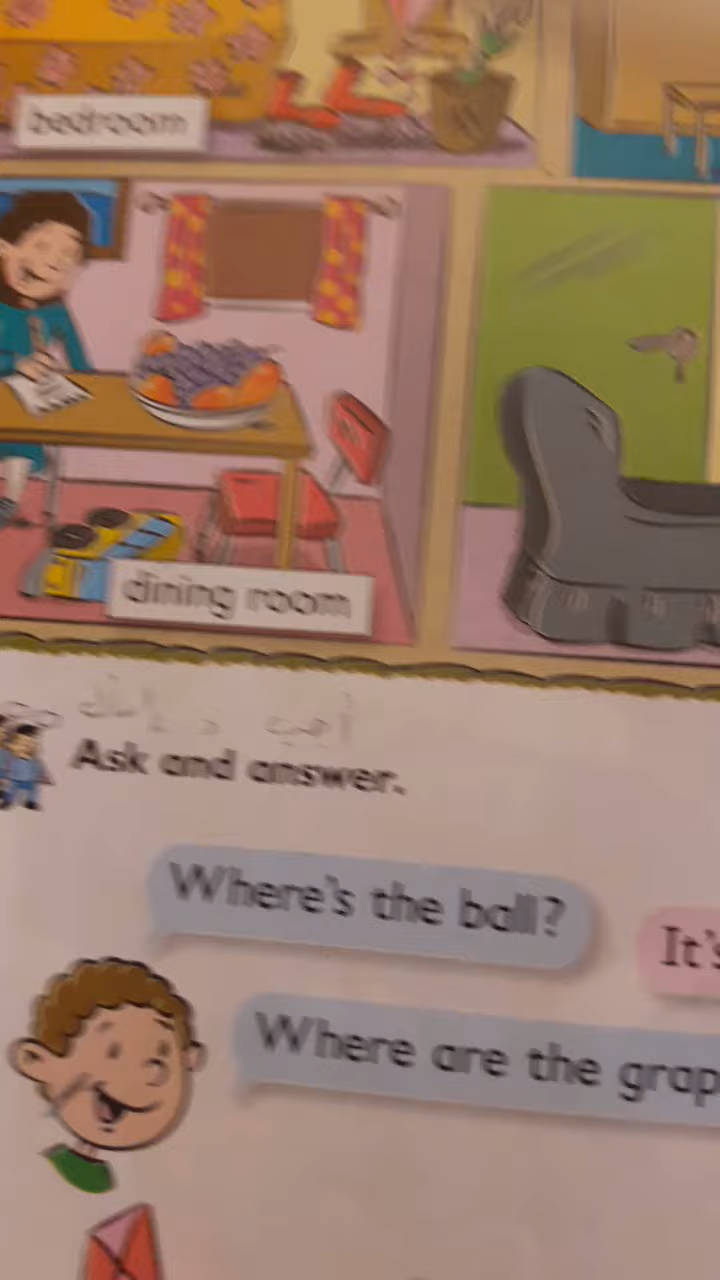 bedroom
dining room
Ask and answer.
Where's the ball?
It's
Where are the grap